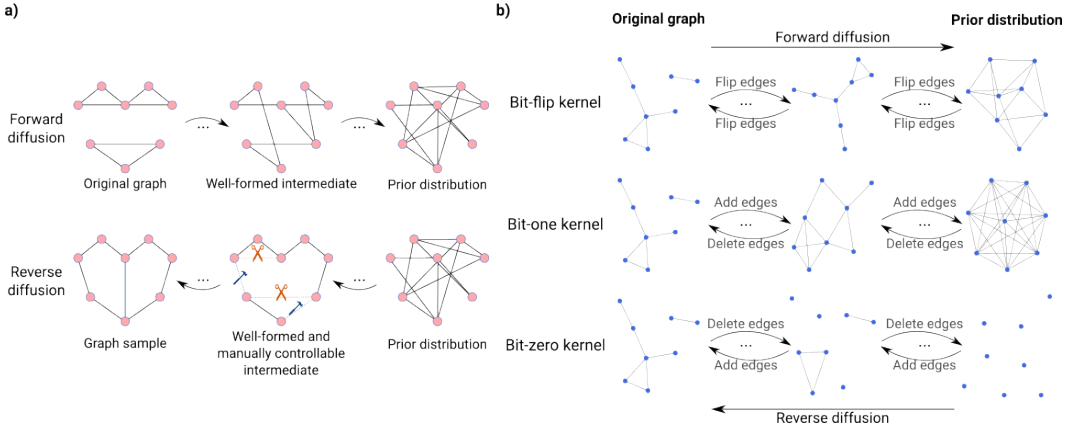 a)
Forward
diffusion
...
...
Original graph
Well-formed intermediate
Prior distribution
Reverse
diffusion
...
...
Graph sample
Well-formed and
manually controllable
intermediate
Prior distribution
b)
Original graph
Prior distribution
Forward diffusion
Bit-flip kernel
Flip edges
...
Flip edges
Flip edges
...
Flip edges
Bit-one kernel
Add edges
...
Delete edges
Add edges
...
Delete edges
Bit-zero kernel
Delete edges
...
Add edges
Delete edges
...
Add edges
Reverse diffusion